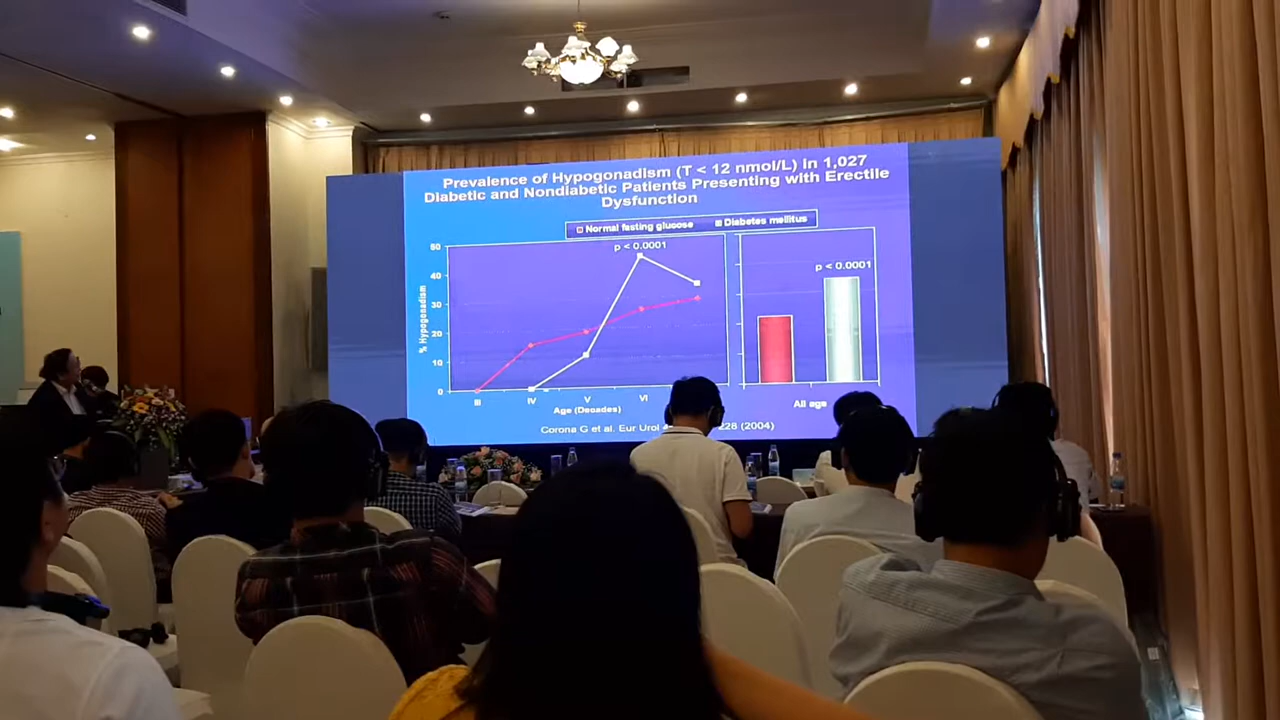 Prevalence of Hypogonadism (T < 12 nmol/L) in 1,027
Diabetic and Nondiabetic Patients Presenting with Erectile
Dysfunction
Normal fasting glucose Diabetes mellitus
p < 0.0001
p < 0.0001
% Hypogonadism
50
40
30
20
10
0
III IV V VI
Age (Decades)
All age
Corona G et al. Eur Urol 228 (2004)